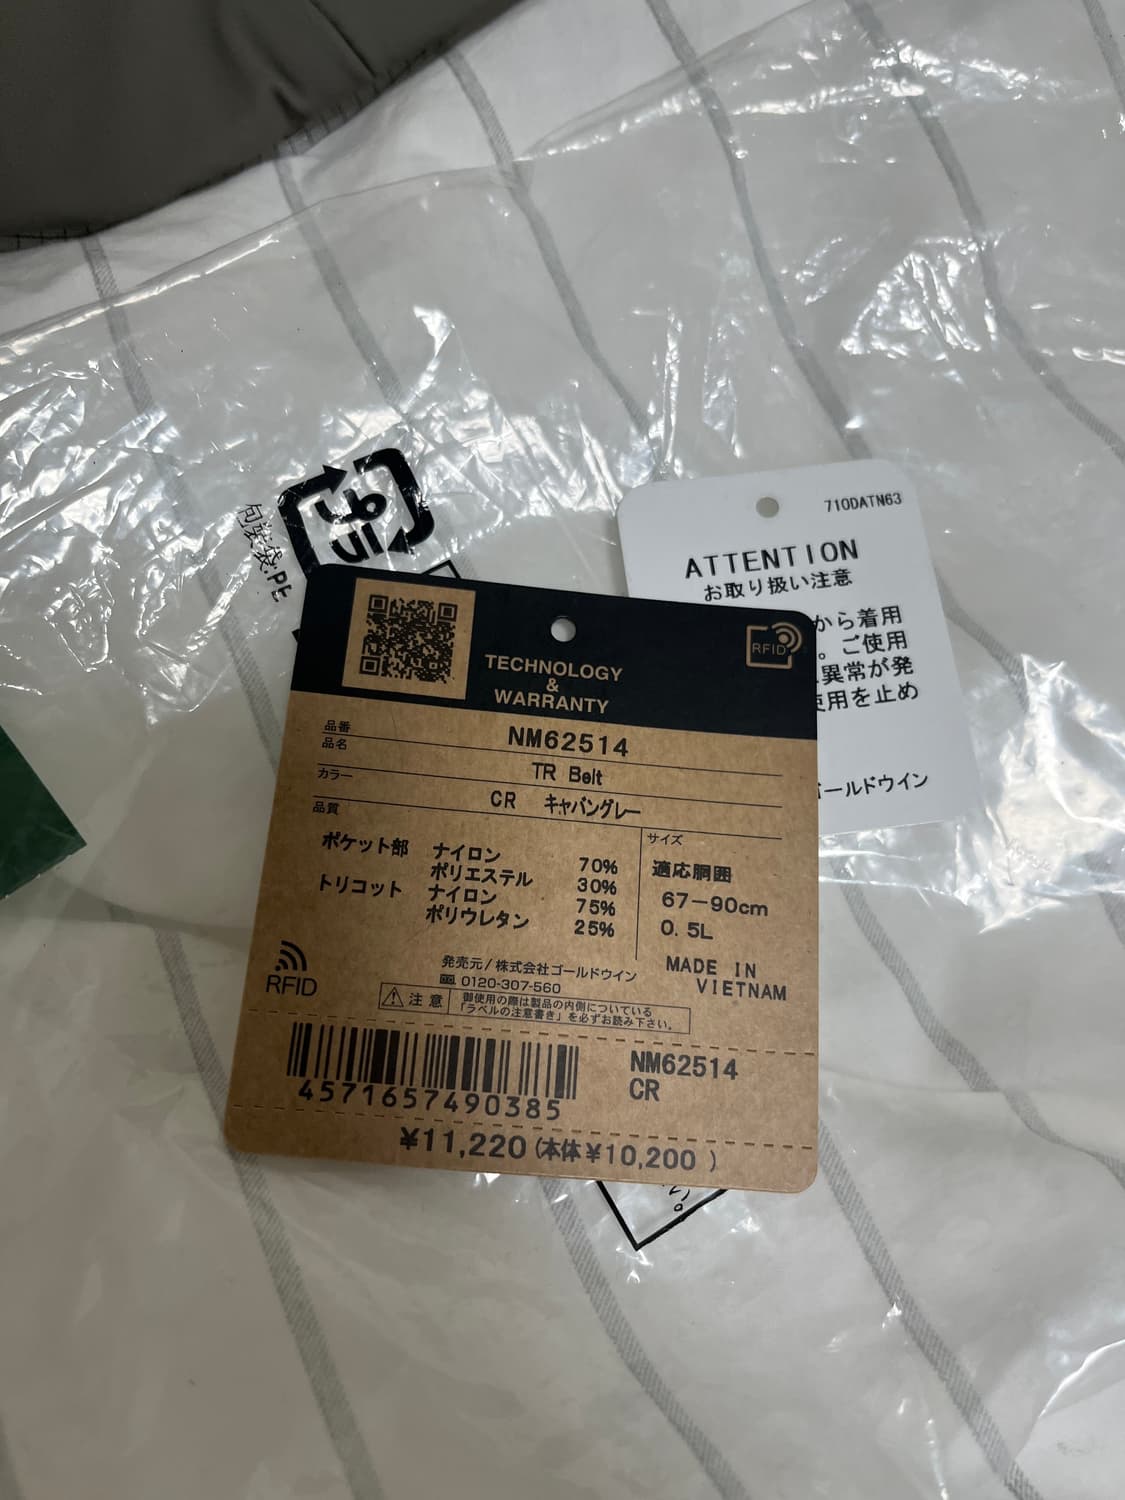 包装袋:PE
プラ
710DATN63
ATTENTION
お取り扱い注意
から着用
。ご使用
異常が発
使用を止め
ゴールドウイン
TECHNOLOGY
&
WARRANTY
RFID
品番 NM62514
品名 TR Belt
カラー CR キャバングレー
品質
ポケット部 ナイロン 70%
ポリエステル 30%
トリコット ナイロン 75%
ポリウレタン 25%
サイズ
適応胴囲
67-90cm
0.5L
MADE IN
VIETNAM
発売元/株式会社ゴールドウイン
0120-307-560
RFID
注意 御使用の際は製品の内側についている
「ラベルの注意書き」を必ずお読み下さい。
4571657490385
NM62514
CR
¥11,220(本体¥10,200 )